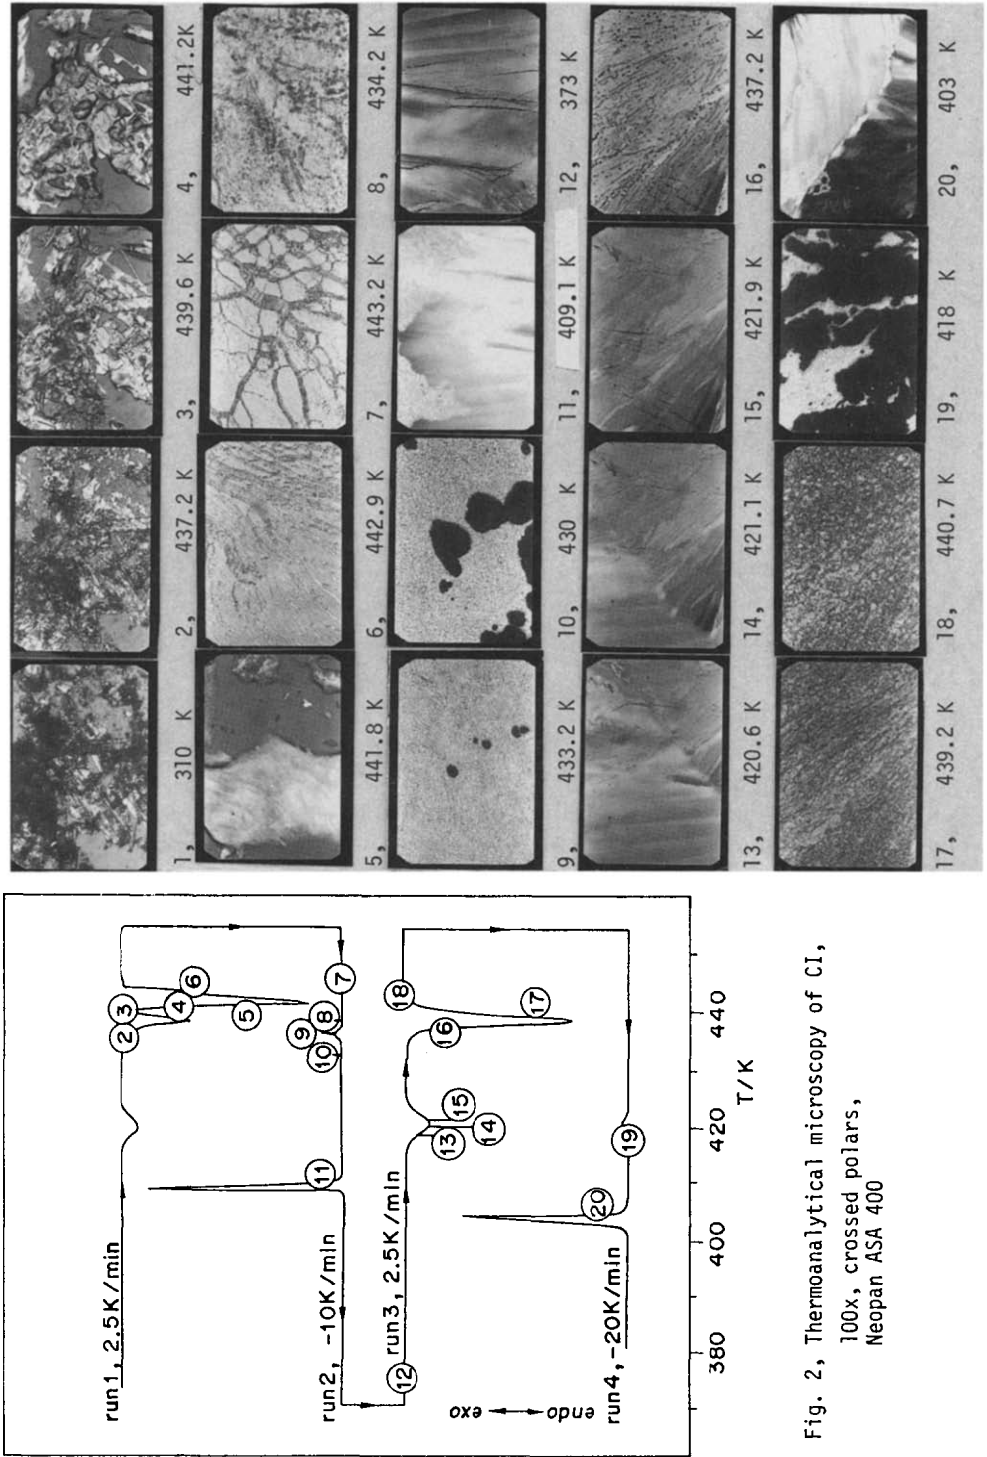 1, 310 K
2, 437.2 K
3, 439.6 K
4, 441.2K
5, 441.8 K
6, 442.9 K
7, 443.2 K
8, 434.2 K
9, 433.2 K
10, 430 K
11, 409.1 K
12, 373 K
13, 420.6 K
14, 421.1 K
15, 421.9 K
16, 437.2 K
17, 439.2 K
18, 440.7 K
19, 418 K
20, 403 K
run1, 2.5K/min
2
3
4
5
6
run2, -10K/min
11
10
9
8
7
run3, 2.5K/min
12
13
14
15
16
17
18
run4, -20K/min
20
19
endo exo
380 400 420 440
T/K
Fig. 2, Thermoanalytical microscopy of CI,
100x, crossed polars,
Neopan ASA 400